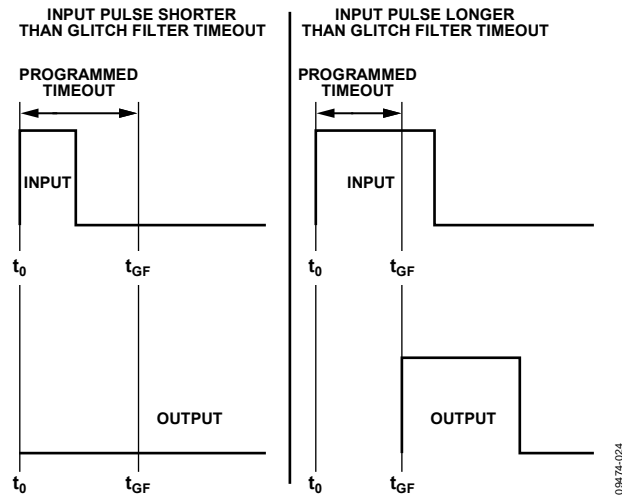 INPUT PULSE SHORTER
THAN GLITCH FILTER TIMEOUT
INPUT PULSE LONGER
THAN GLITCH FILTER TIMEOUT
PROGRAMMED
TIMEOUT
PROGRAMMED
TIMEOUT
INPUT
INPUT
t0
tGF
t0
tGF
OUTPUT
OUTPUT
t0
tGF
t0
tGF
09474-024